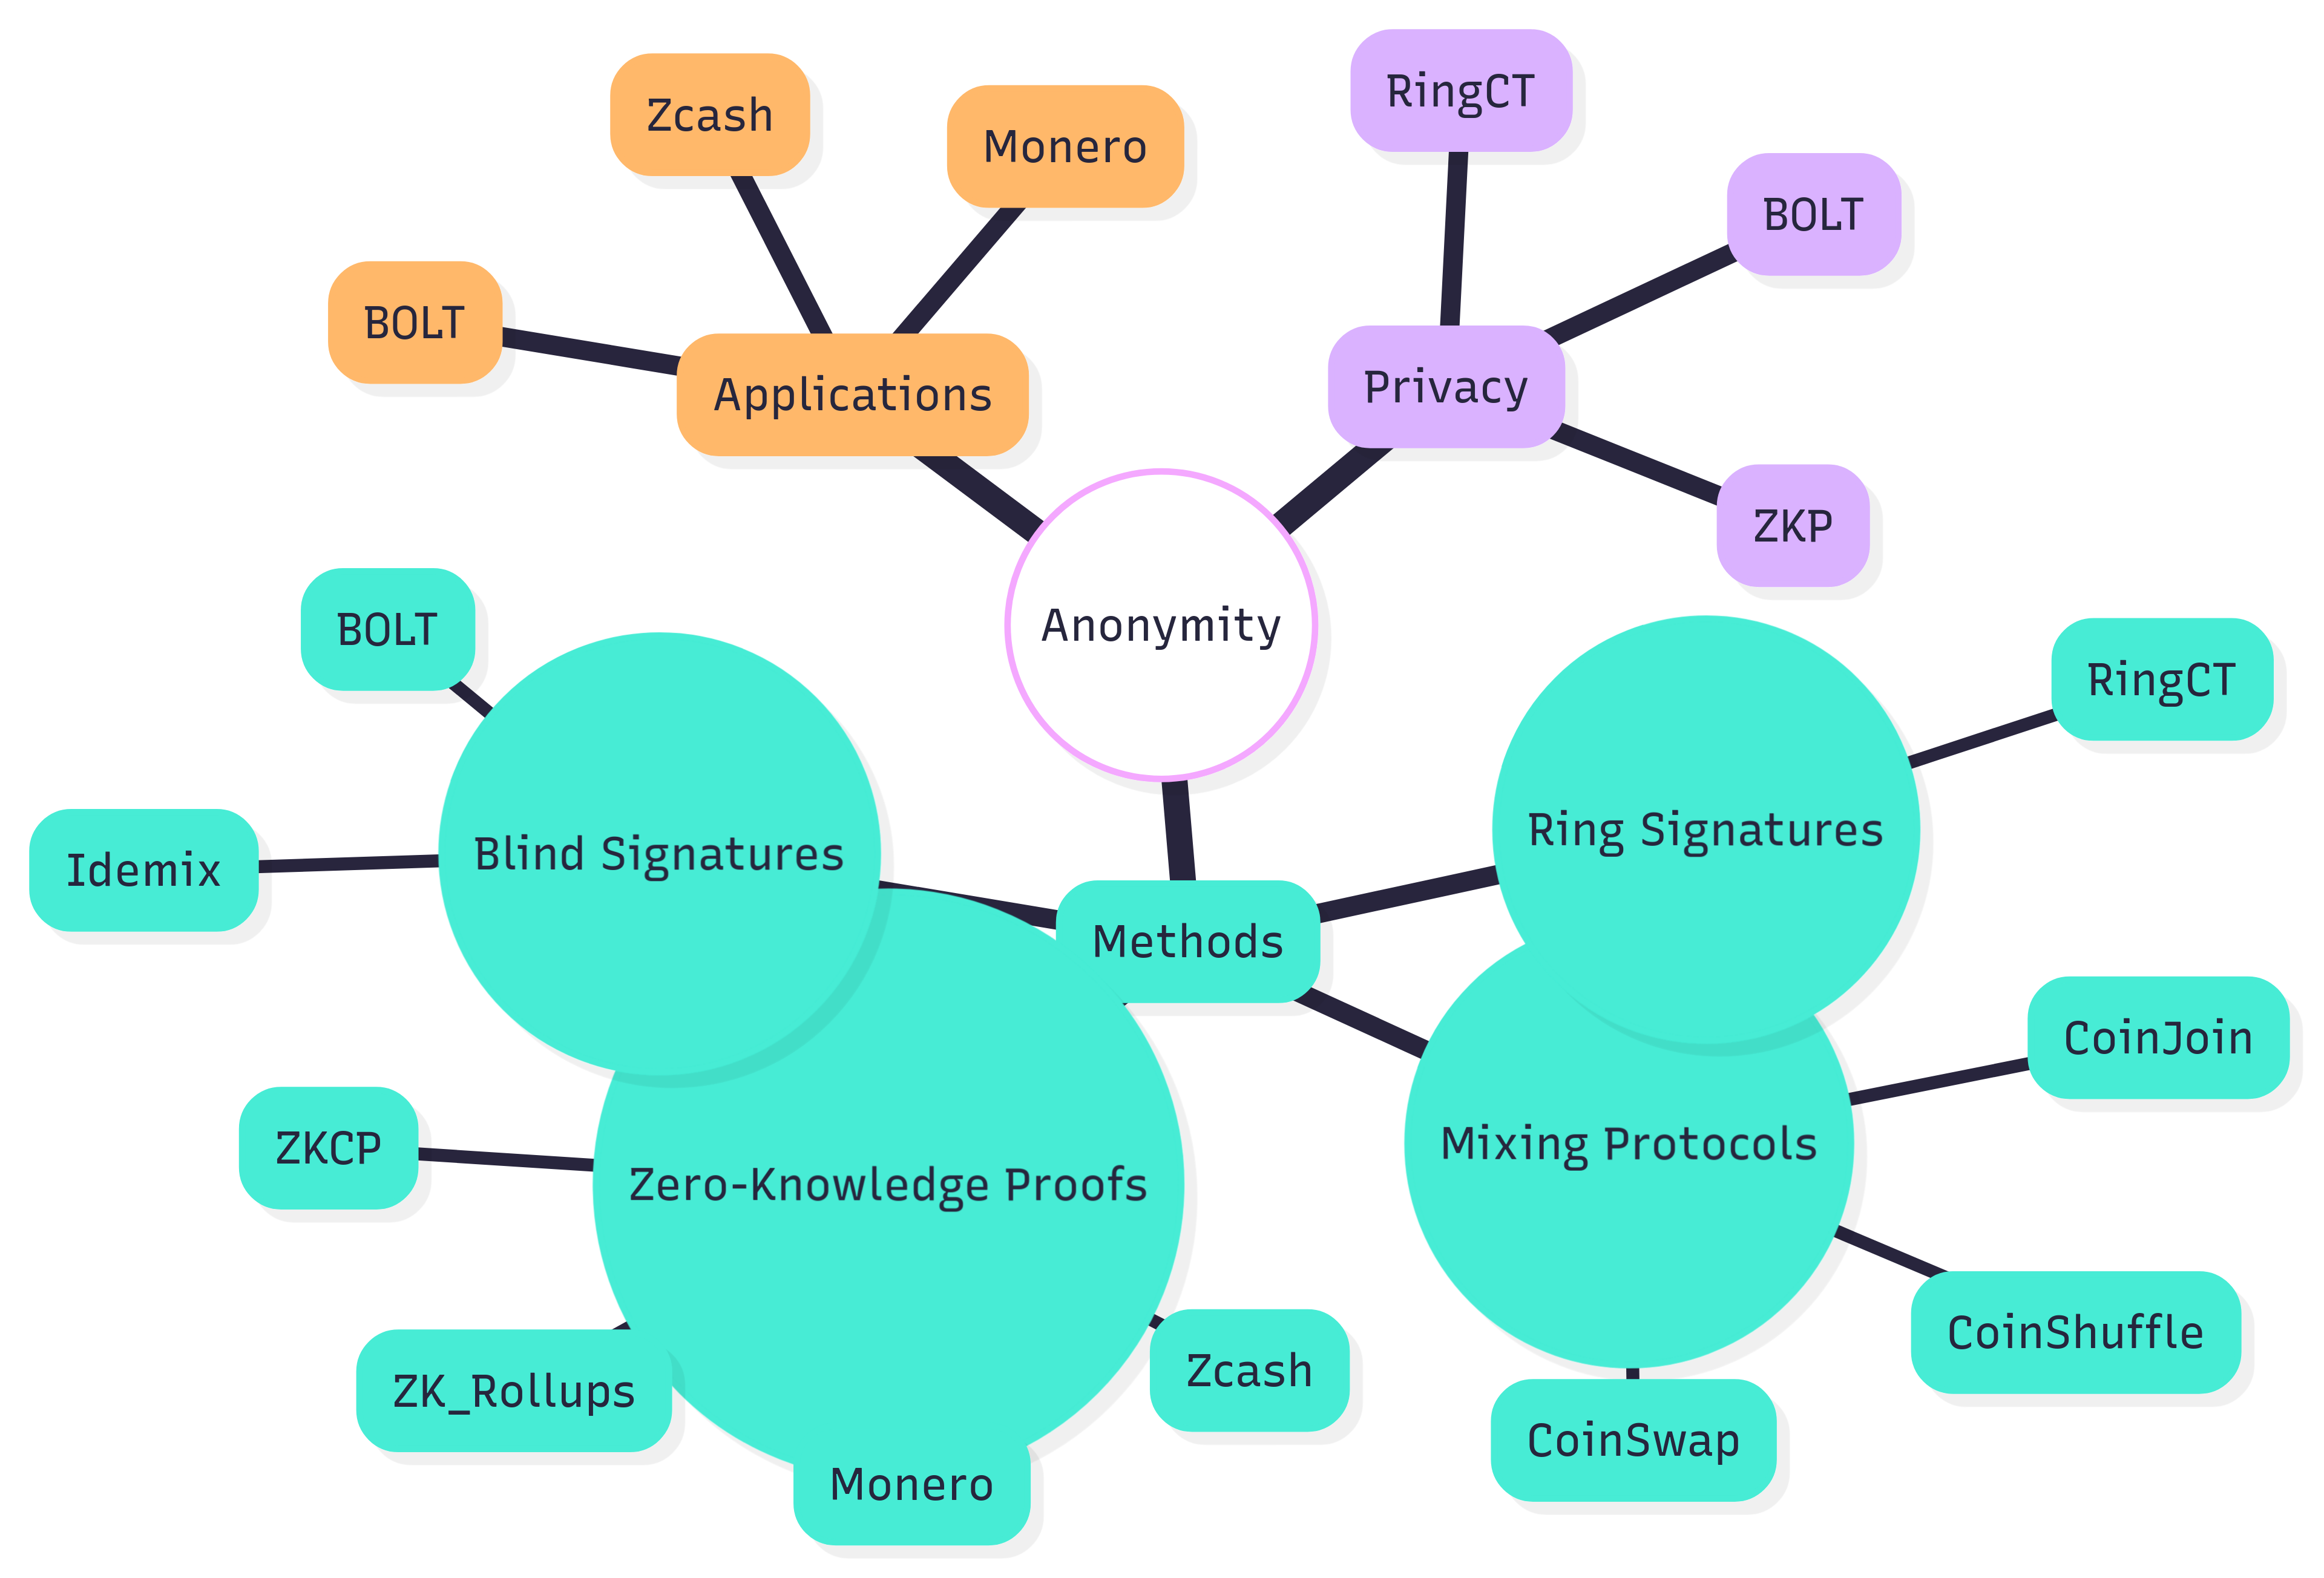 RingCT
Zcash
Monero
BOLT
BOLT
Privacy
Applications
ZKP
Anonymity
BOLT
RingCT
Ring Signatures
Blind Signatures
Idemix
Methods
CoinJoin
Mixing Protocols
ZKCP
Zero-Knowledge Proofs
CoinShuffle
Zcash
ZK_Rollups
CoinSwap
Monero